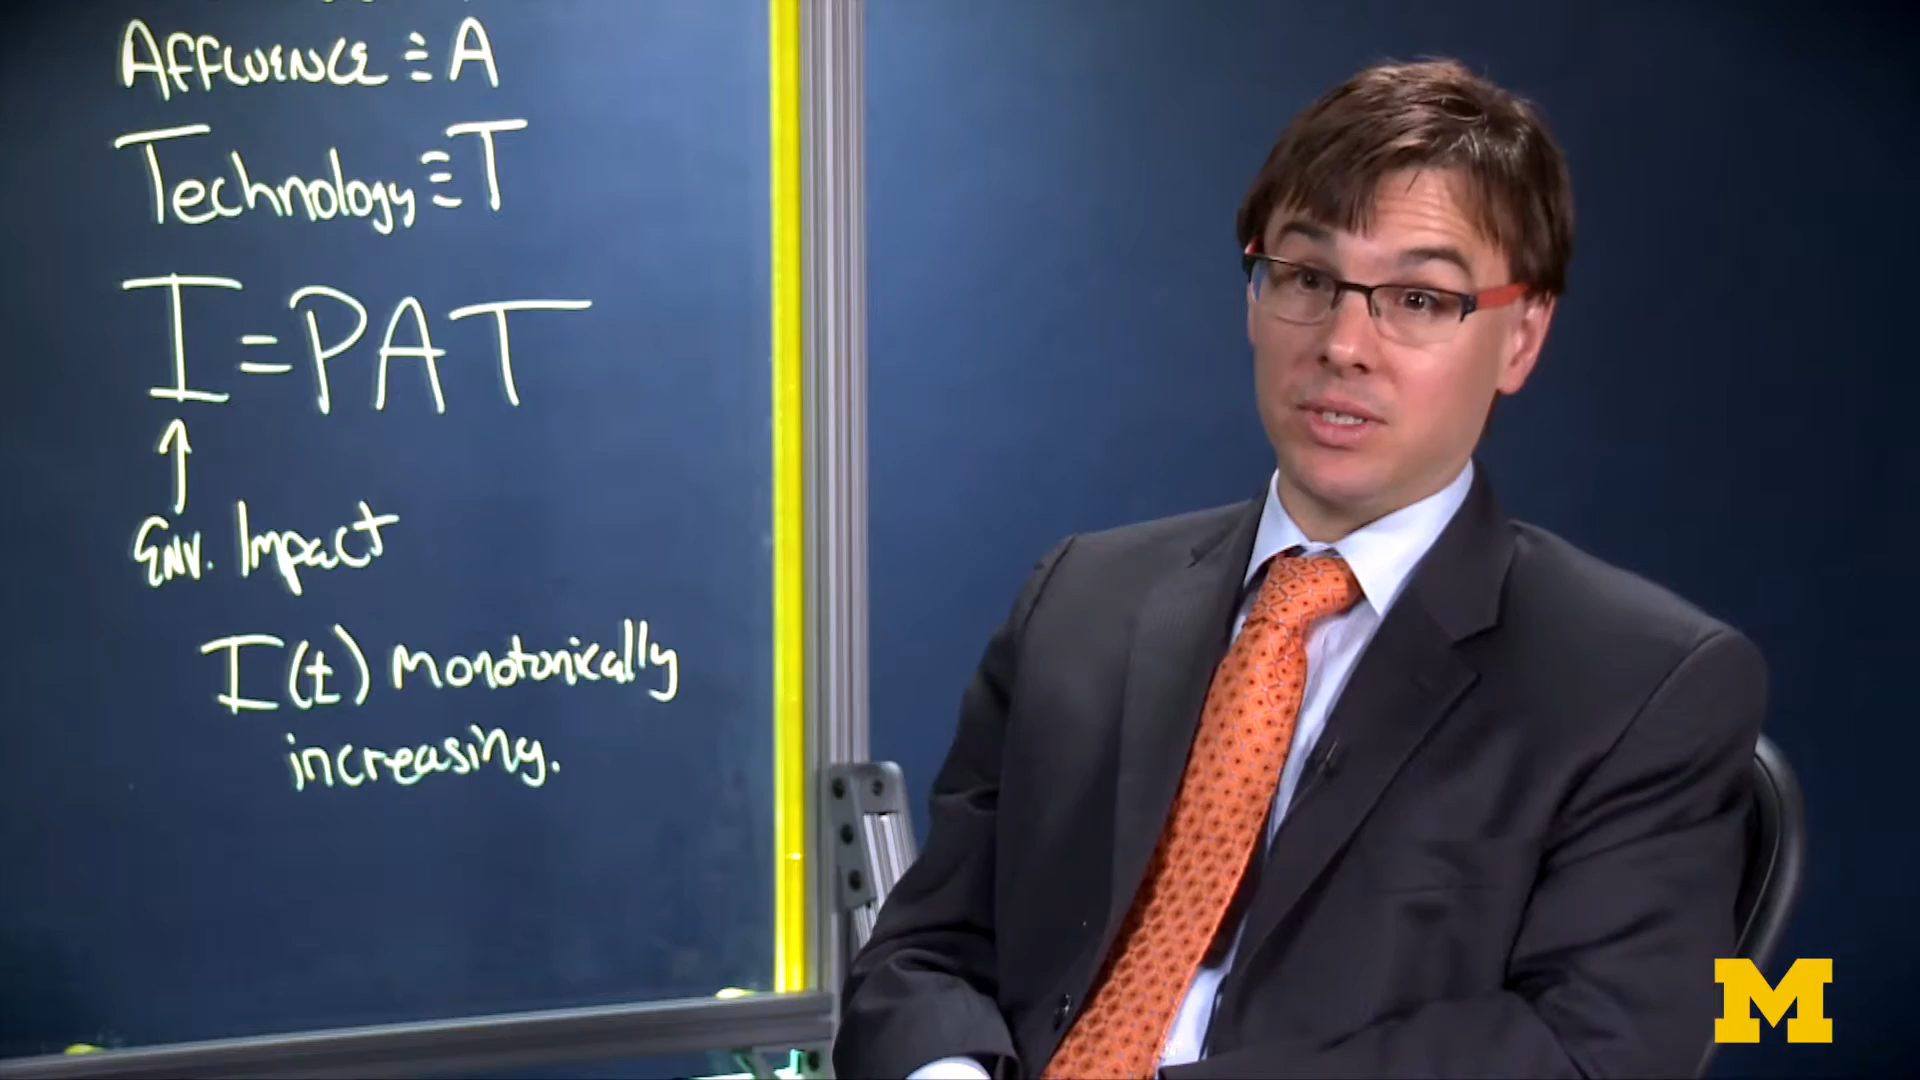 Affluence ≡ A
Technology ≡ T
I = PAT
↑
Env. Impact
I(t) monotonically
increasing.
M